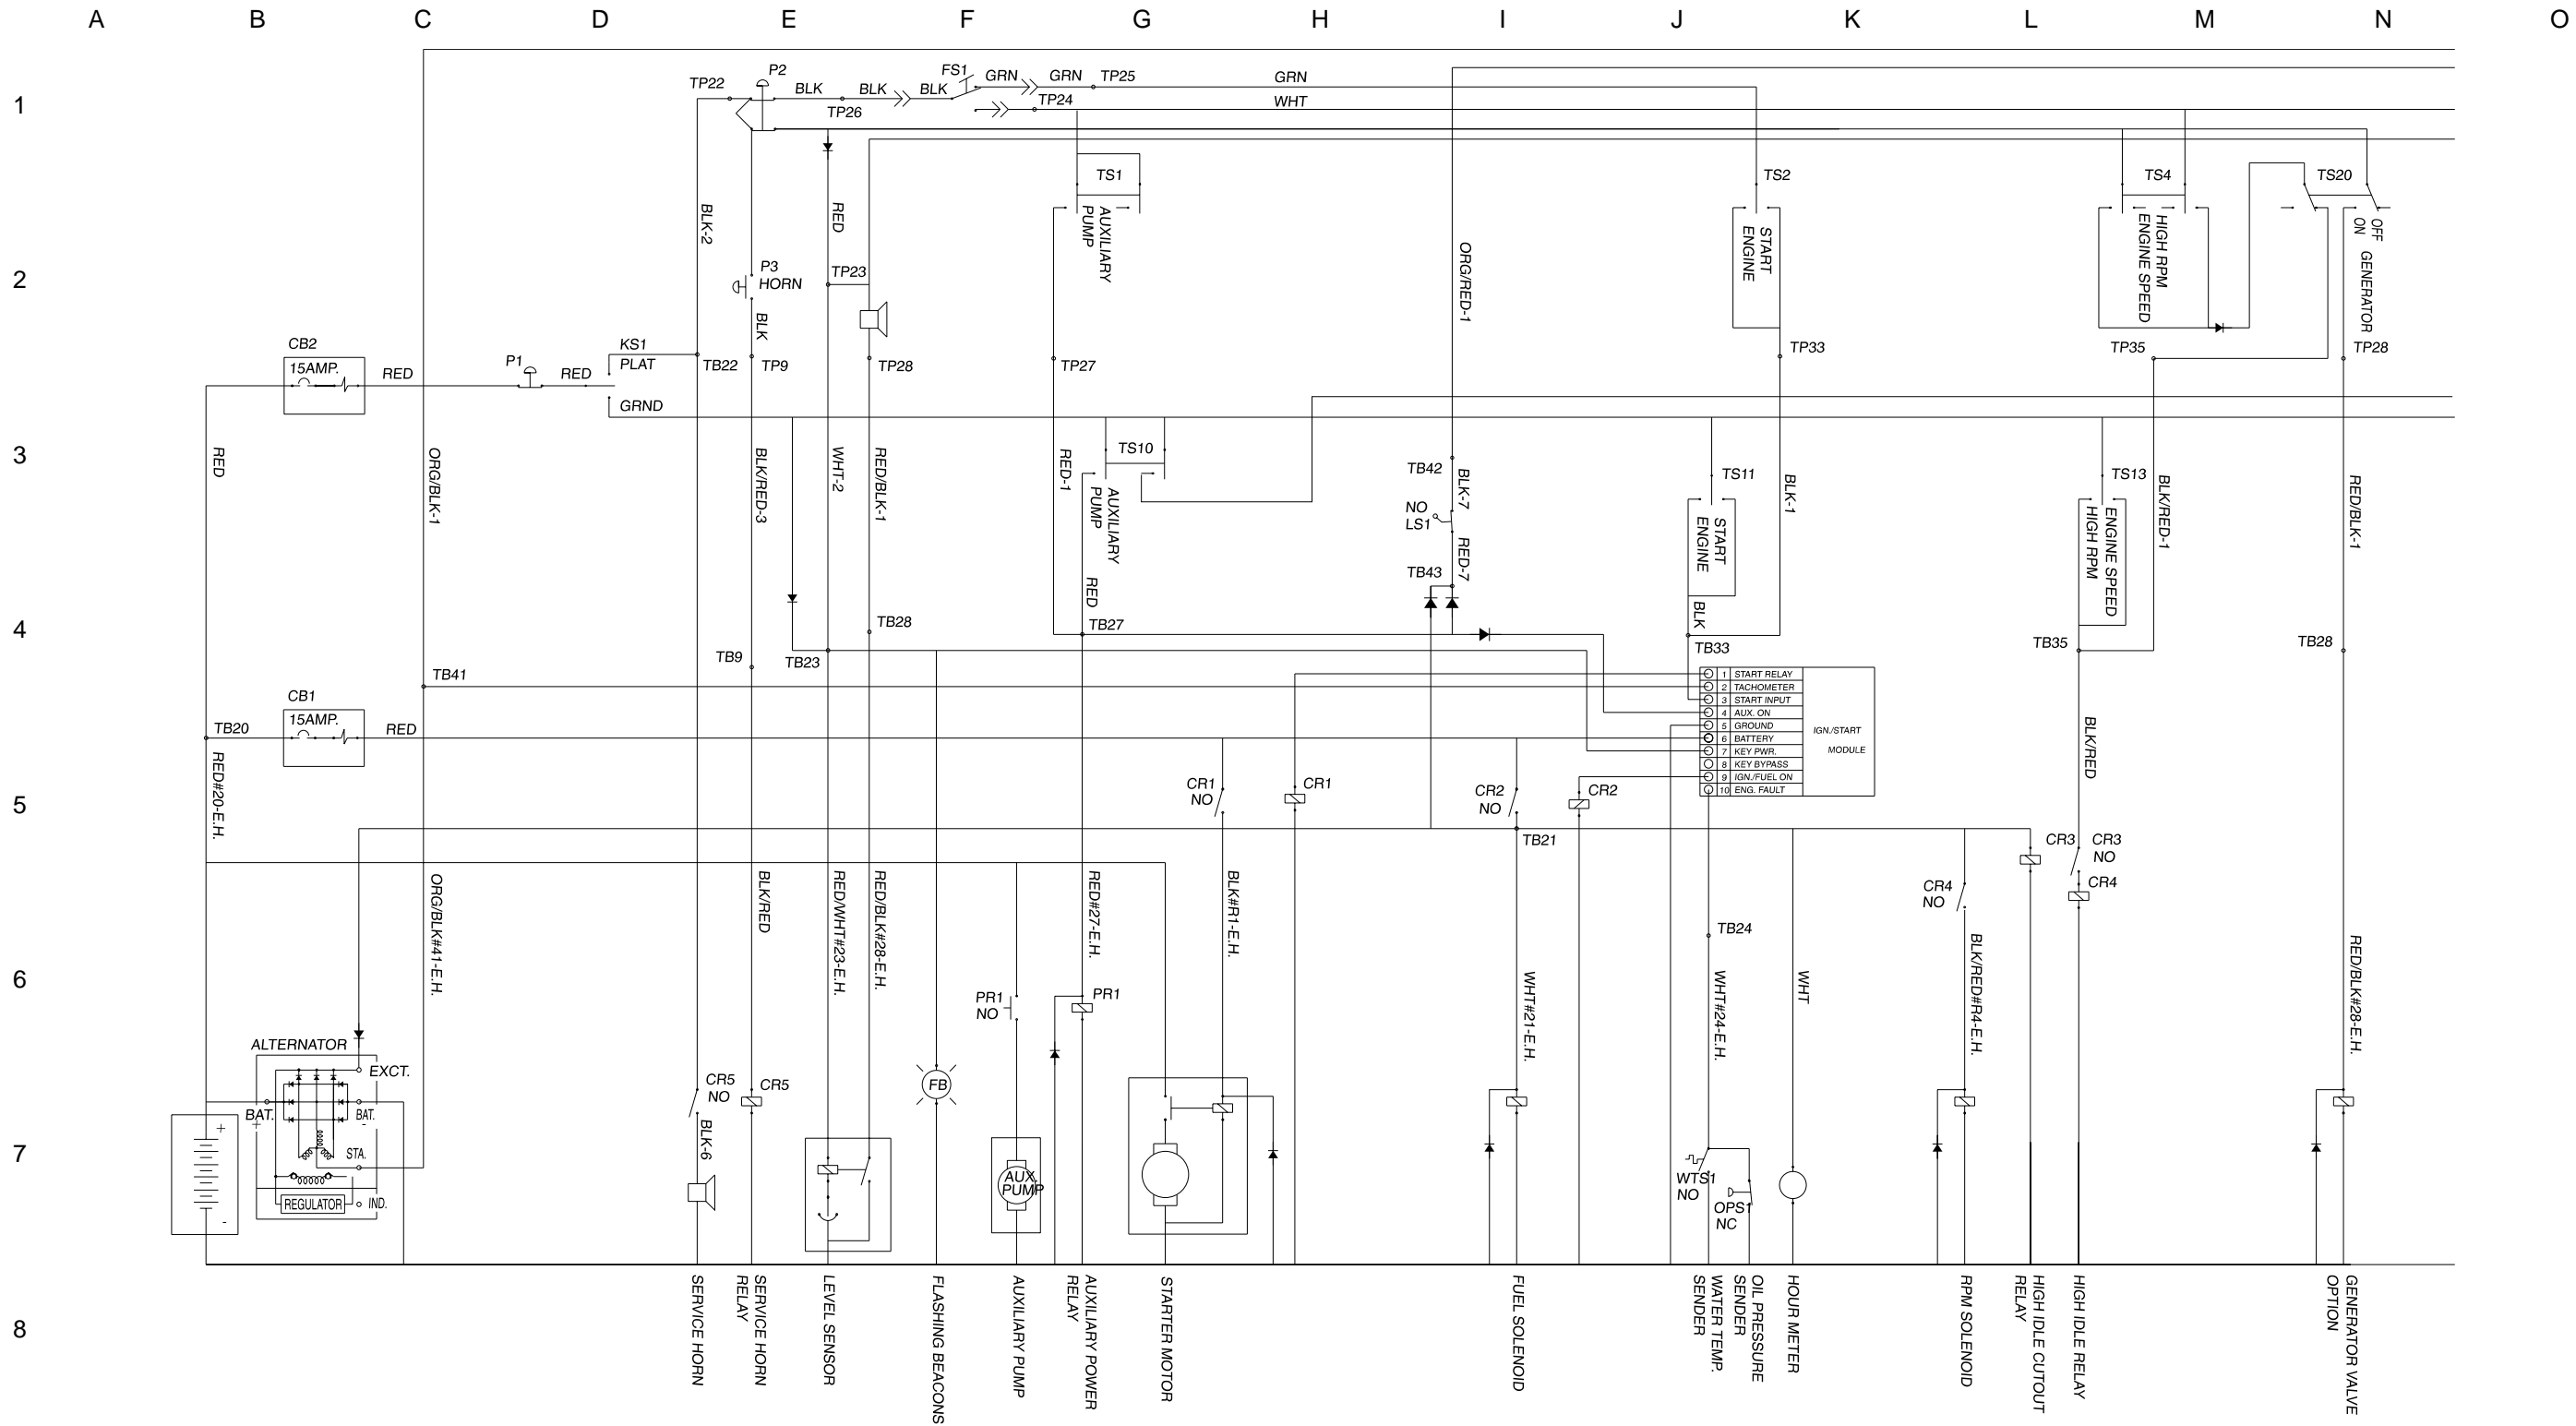 A B C D E F G H I J K L M N O
1
2
3
4
5
6
7
8
TP22
P2
BLK
TP26
BLK
BLK
FS1
GRN
GRN
TP25
GRN
TP24
WHT
TS1
AUXILIARY
PUMP
TS2
START
ENGINE
TS4
HIGH RPM
ENGINE SPEED
TS20
OFF
ON
GENERATOR
BLK-2
RED
P3
HORN
BLK
TP23
ORG/RED-1
CB2
15AMP.
RED
P1
RED
KS1
PLAT
GRND
TB22
TP9
TP28
TP27
TP33
TP35
TP28
RED
ORG/BLK-1
BLK/RED-3
WHT-2
RED/BLK-1
RED-1
TS10
AUXILIARY
PUMP
RED
TB42
BLK-7
NO
LS1
RED-7
TB43
TS11
START
ENGINE
BLK
BLK-1
TS13
ENGINE SPEED
HIGH RPM
BLK/RED-1
RED/BLK-1
TB28
TB27
TB33
TB35
TB28
TB9
TB23
TB41
CB1
15AMP.
TB20
RED
RED#20-E.H.
1 START RELAY
2 TACHOMETER
3 START INPUT
4 AUX. ON
5 GROUND
6 BATTERY
7 KEY PWR.
8 KEY BYPASS
9 IGN./FUEL ON
10 ENG. FAULT
IGN./START
MODULE
BLK/RED
CR1
NO
CR1
CR2
NO
CR2
TB21
CR3
CR3
NO
CR4
CR4
NO
ORG/BLK#41-E.H.
BLK/RED
RED/WHT#23-E.H.
RED/BLK#28-E.H.
RED#27-E.H.
BLK#R1-E.H.
TB24
WHT#21-E.H.
WHT#24-E.H.
WHT
BLK/RED#R4-E.H.
RED/BLK#28-E.H.
PR1
NO
PR1
ALTERNATOR
EXCT.
BAT.
+
BAT.
-
STA.
REGULATOR
IND.
+
-
CR5
NO
CR5
BLK-6
FB
AUX.
PUMP
WTS1
NO
OPS1
NC
SERVICE HORN
SERVICE HORN
RELAY
LEVEL SENSOR
FLASHING BEACONS
AUXILIARY PUMP
AUXILIARY POWER
RELAY
STARTER MOTOR
FUEL SOLENOID
WATER TEMP.
SENDER
OIL PRESSURE
SENDER
HOUR METER
RPM SOLENOID
HIGH IDLE CUTOUT
RELAY
HIGH IDLE RELAY
GENERATOR VALVE
OPTION